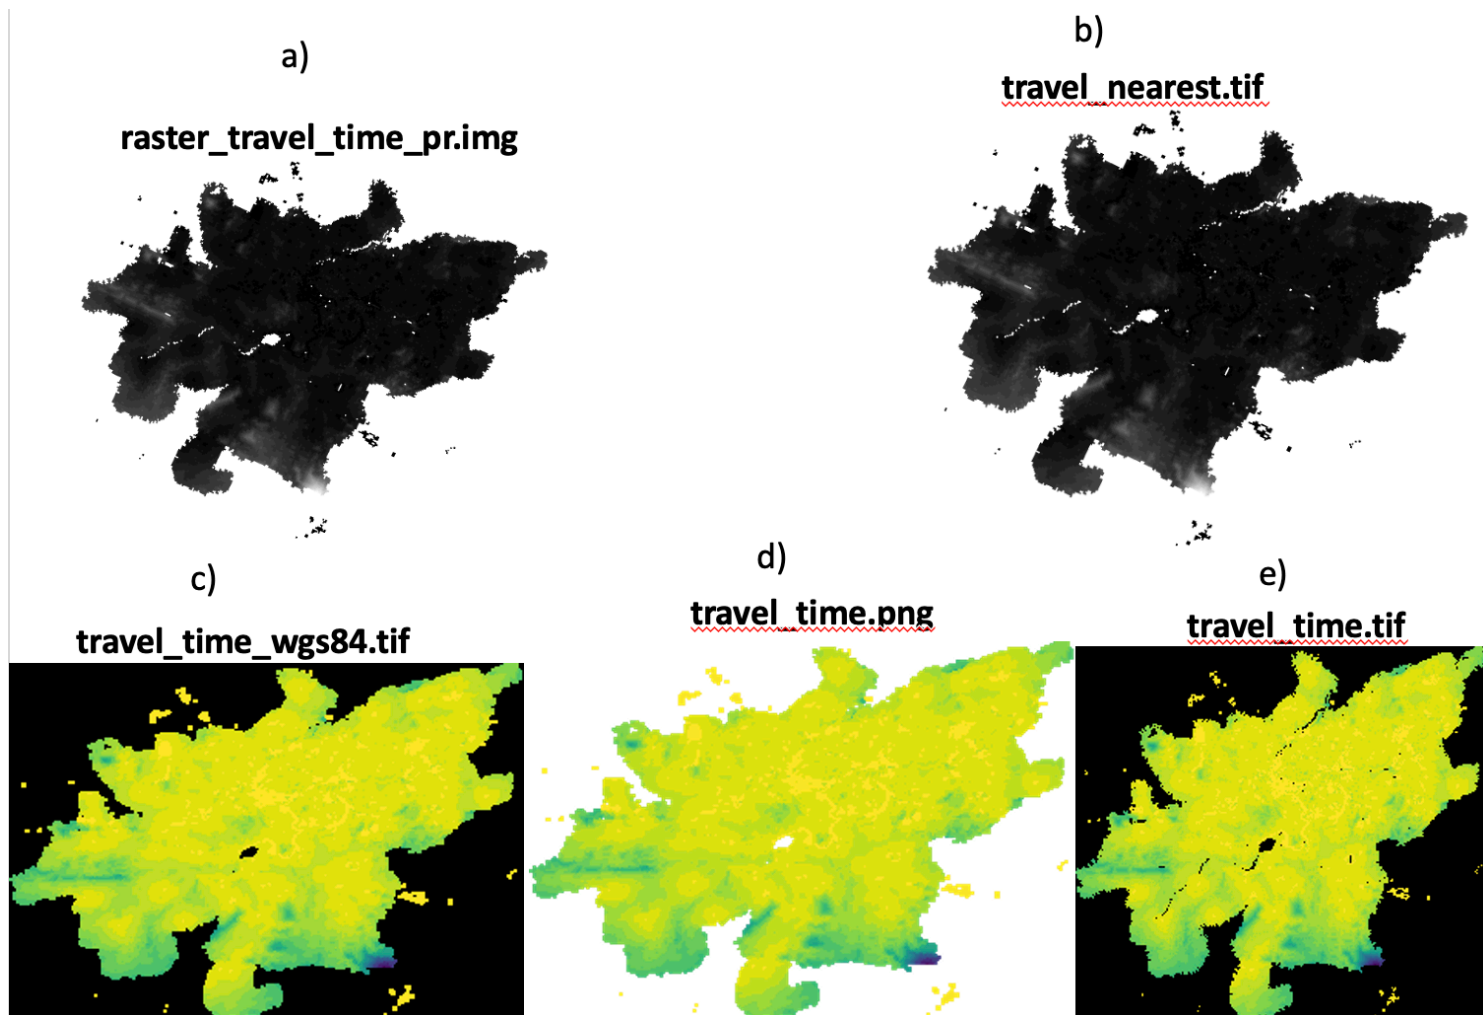 a)
raster_travel_time_pr.img
b)
travel_nearest.tif
c)
travel_time_wgs84.tif
d)
travel_time.png
e)
travel_time.tif